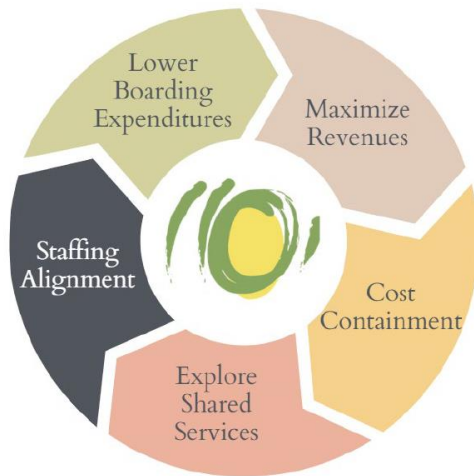 Lower
Boarding
Expenditures
Maximize
Revenues
Cost
Containment
Explore
Shared
Services
Staffing
Alignment